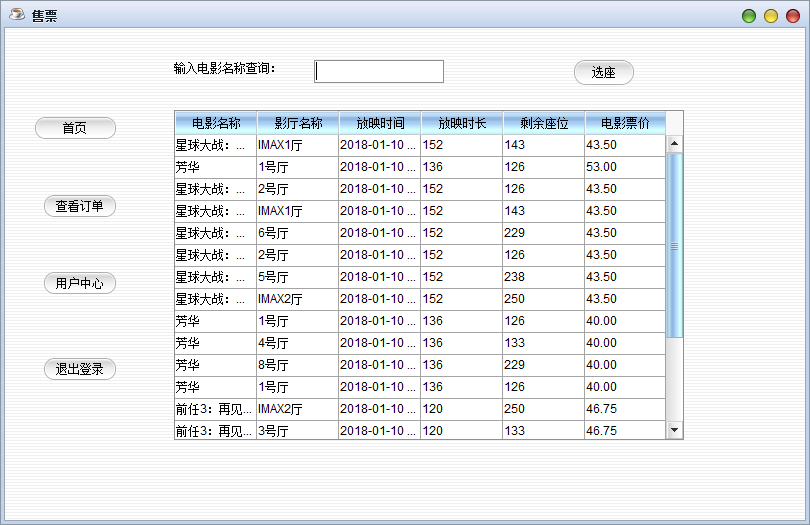 售票
输入电影名称查询：
选座
首页
查看订单
用户中心
退出登录
电影名称 影厅名称 放映时间 放映时长 剩余座位 电影票价
星球大战：... IMAX1厅 2018-01-10 ... 152 143 43.50
芳华 1号厅 2018-01-10 ... 136 126 53.00
星球大战：... 2号厅 2018-01-10 ... 152 126 43.50
星球大战：... IMAX1厅 2018-01-10 ... 152 143 43.50
星球大战：... 6号厅 2018-01-10 ... 152 229 43.50
星球大战：... 2号厅 2018-01-10 ... 152 126 43.50
星球大战：... 5号厅 2018-01-10 ... 152 238 43.50
星球大战：... IMAX2厅 2018-01-10 ... 152 250 43.50
芳华 1号厅 2018-01-10 ... 136 126 40.00
芳华 4号厅 2018-01-10 ... 136 133 40.00
芳华 8号厅 2018-01-10 ... 136 229 40.00
芳华 1号厅 2018-01-10 ... 136 126 40.00
前任3：再见... IMAX2厅 2018-01-10 ... 120 250 46.75
前任3：再见... 3号厅 2018-01-10 ... 120 133 46.75